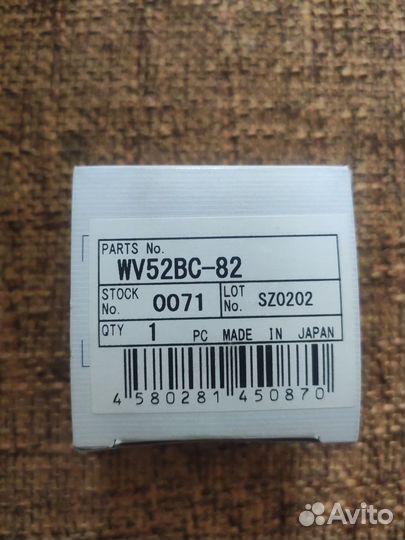 PARTS No.
WV52BC-82
STOCK No. 0071 LOT No. SZ0202
QTY 1 PC MADE IN JAPAN
4 580281 450870
Avito